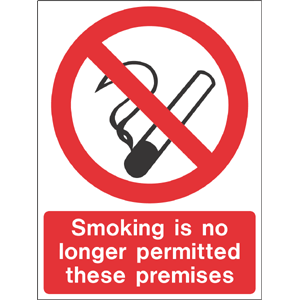 Smoking is no
longer permitted
these premises